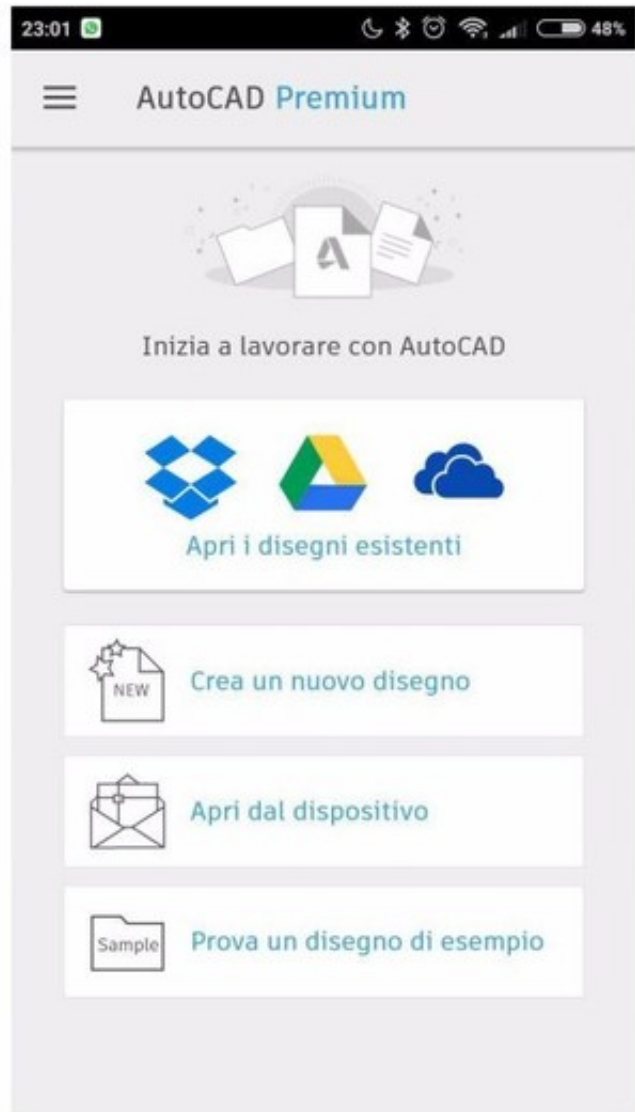 23:01 48%
AutoCAD Premium
Inizia a lavorare con AutoCAD
Apri i disegni esistenti
NEW Crea un nuovo disegno
Apri dal dispositivo
Sample Prova un disegno di esempio